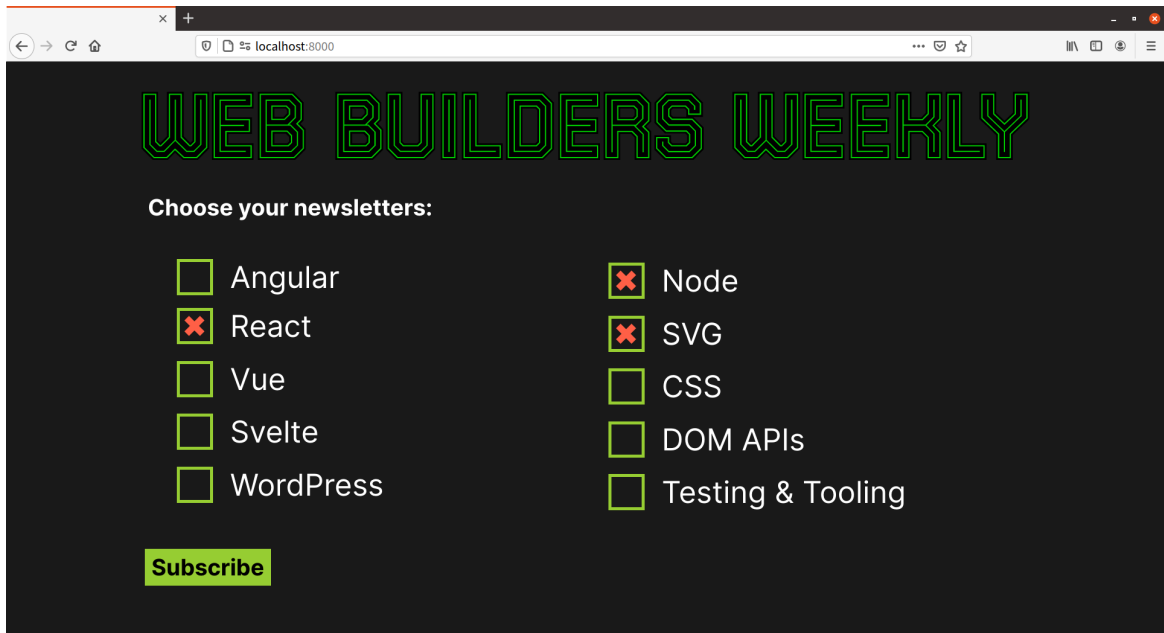 localhost:8000
WEB BUILDERS WEEKLY
Choose your newsletters:
Angular
React
Vue
Svelte
WordPress
Node
SVG
CSS
DOM APIs
Testing & Tooling
Subscribe